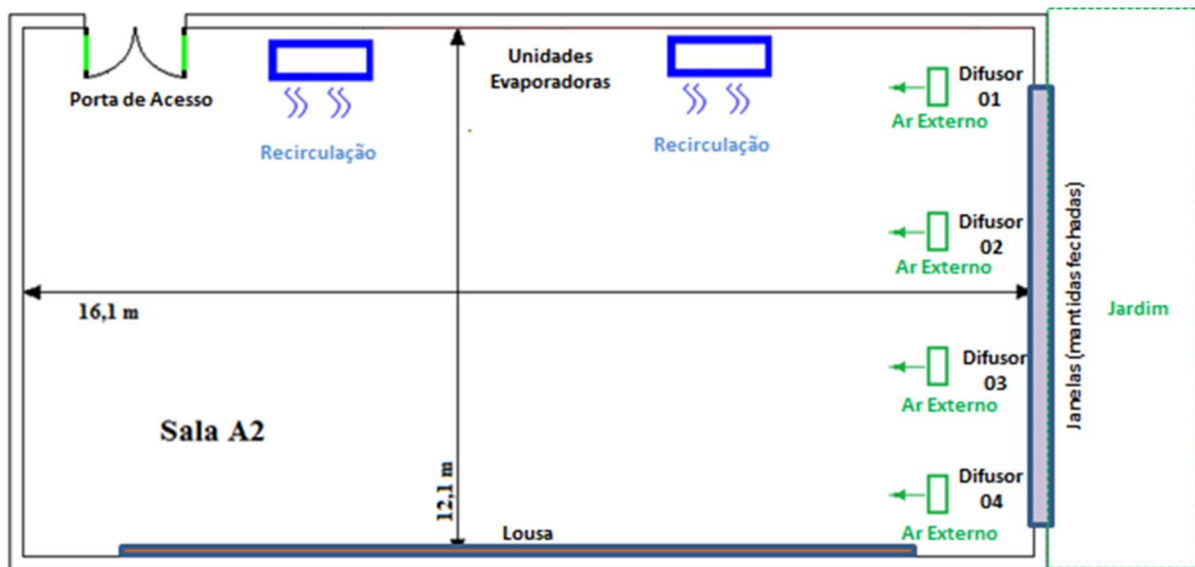 Porta de Acesso
Recirculação
Unidades
Evaporadoras
Recirculação
Difusor
01
Ar Externo
Difusor
02
Ar Externo
16,1 m
Difusor
03
Ar Externo
Sala A2
12,1 m
Difusor
04
Ar Externo
Lousa
Janelas (mantidas fechadas)
Jardim